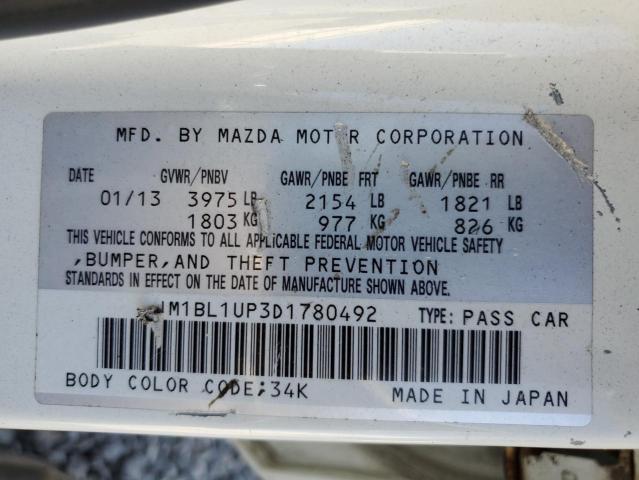 MFD. BY MAZDA MOTOR CORPORATION
DATE GVWR/PNBV GAWR/PNBE FRT GAWR/PNBE RR
01/13 3975 LB 2154 LB 1821 LB
1803 KG 977 KG 826 KG
THIS VEHICLE CONFORMS TO ALL APPLICABLE FEDERAL MOTOR VEHICLE SAFETY
,BUMPER,AND THEFT PREVENTION
STANDARDS IN EFFECT ON THE DATE OF MANUFACTURE SHOWN ABOVE.
JM1BL1UP3D1780492 TYPE: PASS CAR
BODY COLOR CODE;34K MADE IN JAPAN